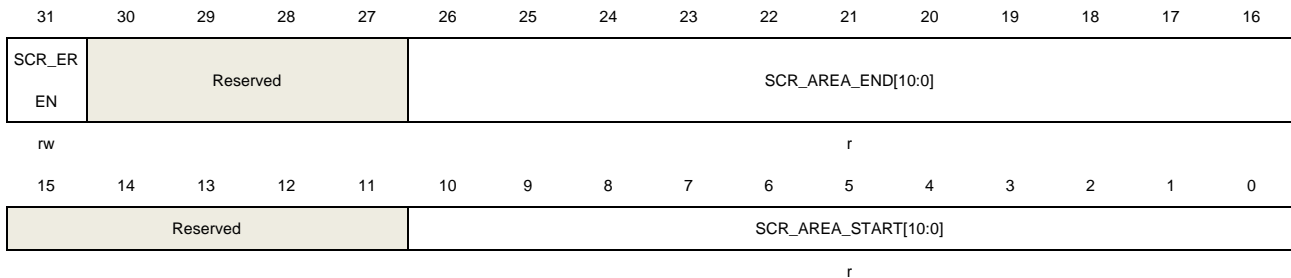 31 30 29 28 27 26 25 24 23 22 21 20 19 18 17 16
SCR_ER
EN
Reserved
SCR_AREA_END[10:0]
rw r
15 14 13 12 11 10 9 8 7 6 5 4 3 2 1 0
Reserved SCR_AREA_START[10:0]
r